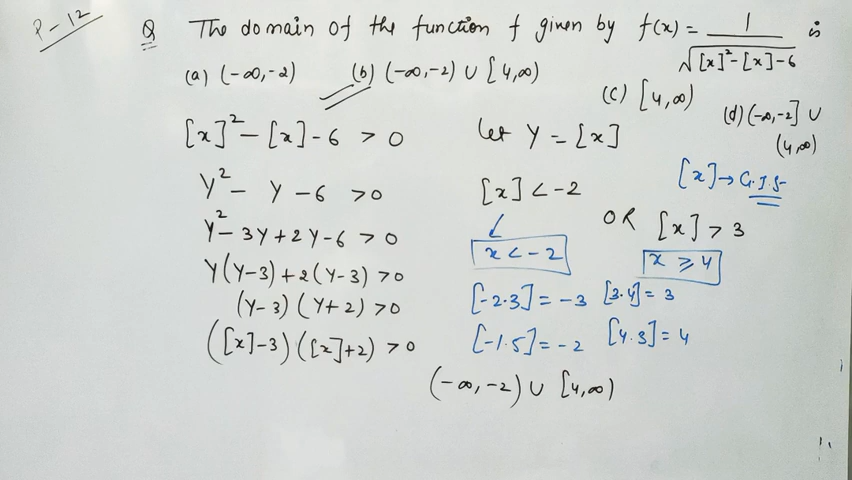 P-12
Q The domain of the function f given by f(x) = 1/√([x]²-[x]-6) is
(a) (-∞,-2) (b) (-∞,-2) ∪ [4,∞)
(c) [4,∞)
(d) (-∞,-2] ∪ (4,∞)
[x]² - [x] - 6 > 0 let Y = [x]
[x] → G.I.F
Y² - Y - 6 > 0 [x] < -2
OR [x] > 3
Y² - 3Y + 2Y - 6 > 0 x < -2 x ≥ 4
Y(Y-3) + 2(Y-3) > 0 [-2.3] = -3 [3.4] = 3
(Y-3)(Y+2) > 0
([x]-3)([x]+2) > 0 [-1.5] = -2 [4.3] = 4
(-∞,-2) ∪ [4,∞)